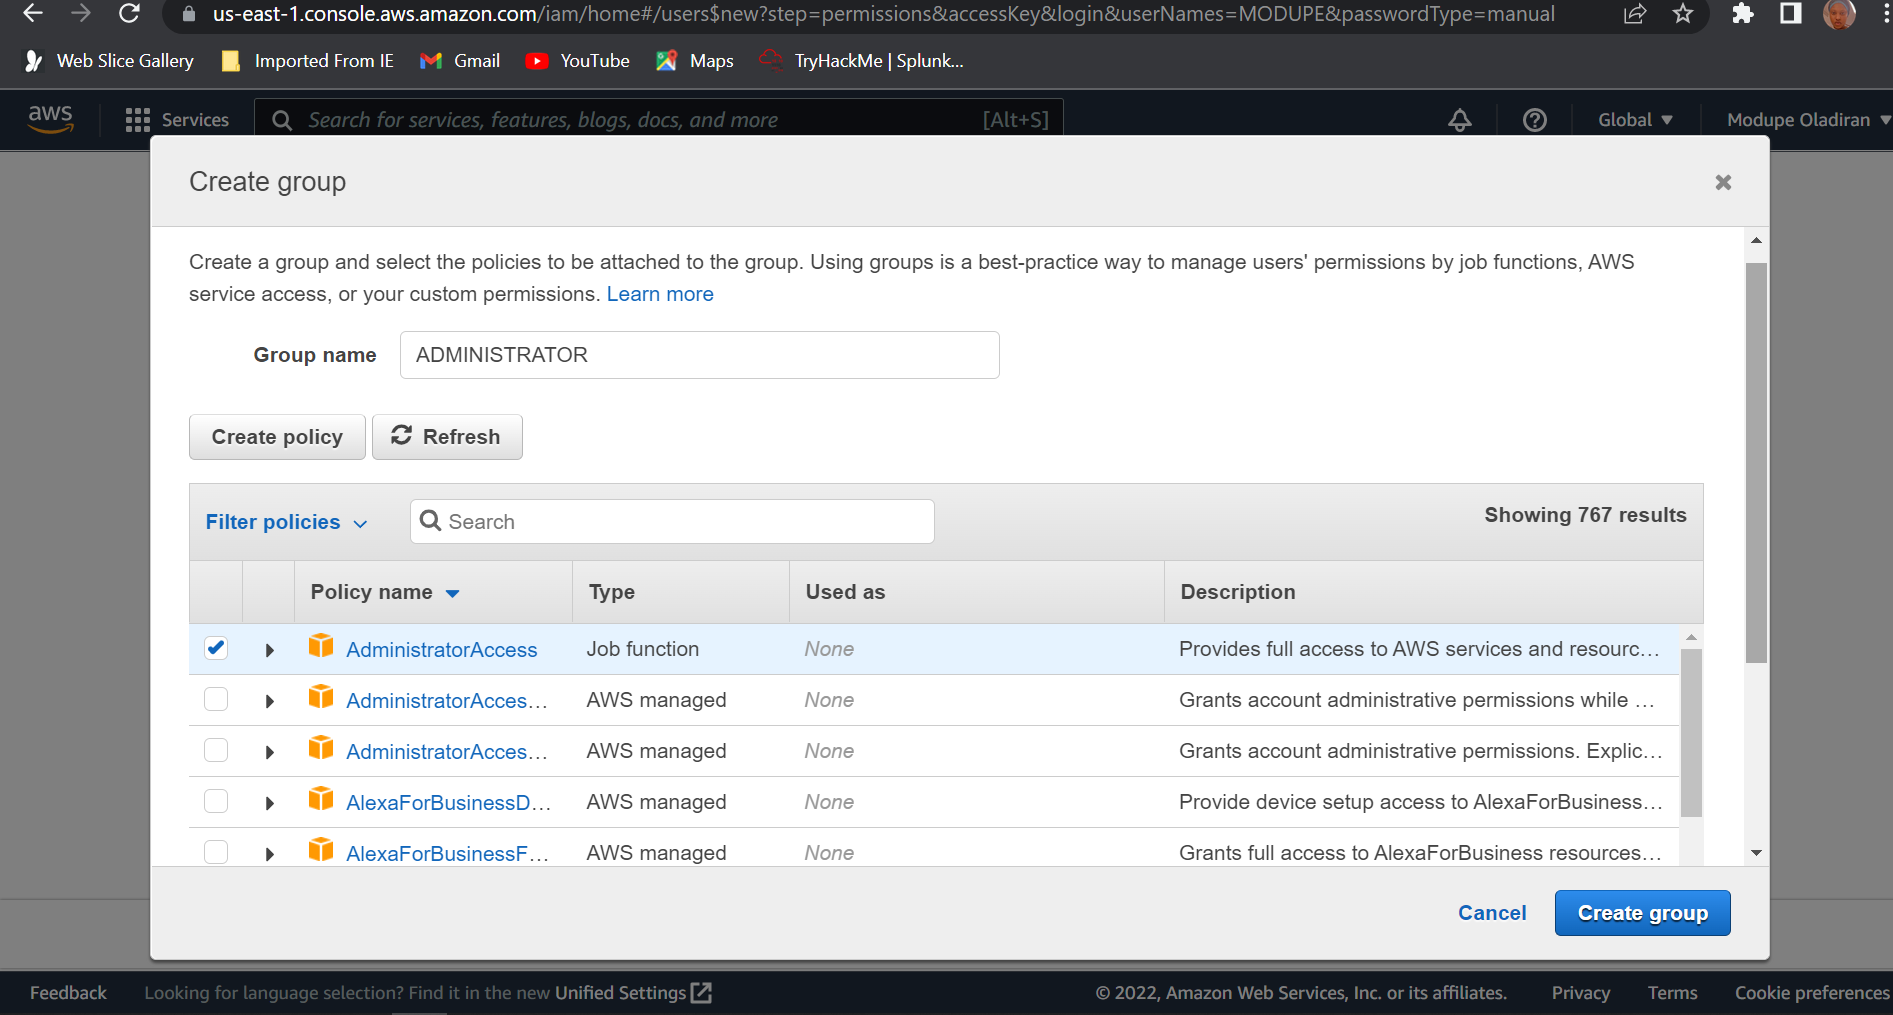 us-east-1.console.aws.amazon.com/iam/home#/users$new?step=permissions&accessKey&login&userNames=MODUPE&passwordType=manual
Web Slice Gallery Imported From IE Gmail YouTube Maps TryHackMe | Splunk...
aws Services Search for services, features, blogs, docs, and more [Alt+S] Global Modupe Oladiran
Create group
Create a group and select the policies to be attached to the group. Using groups is a best-practice way to manage users' permissions by job functions, AWS
service access, or your custom permissions. Learn more
Group name ADMINISTRATOR
Create policy Refresh
Filter policies Search Showing 767 results
Policy name Type Used as Description
AdministratorAccess Job function None Provides full access to AWS services and resourc...
AdministratorAcces... AWS managed None Grants account administrative permissions while ...
AdministratorAcces... AWS managed None Grants account administrative permissions. Explic...
AlexaForBusinessD... AWS managed None Provide device setup access to AlexaForBusiness...
AlexaForBusinessF... AWS managed None Grants full access to AlexaForBusiness resources...
Cancel Create group
Feedback Looking for language selection? Find it in the new Unified Settings © 2022, Amazon Web Services, Inc. or its affiliates. Privacy Terms Cookie preferences